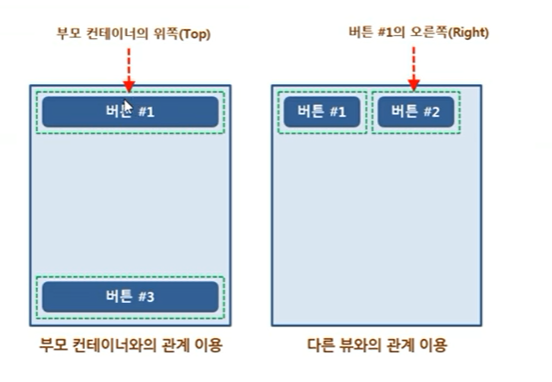 부모 컨테이너의 위쪽(Top)
버튼 #1의 오른쪽(Right)
버튼 #1
버튼 #3
버튼 #1
버튼 #2
부모 컨테이너와의 관계 이용
다른 뷰와의 관계 이용